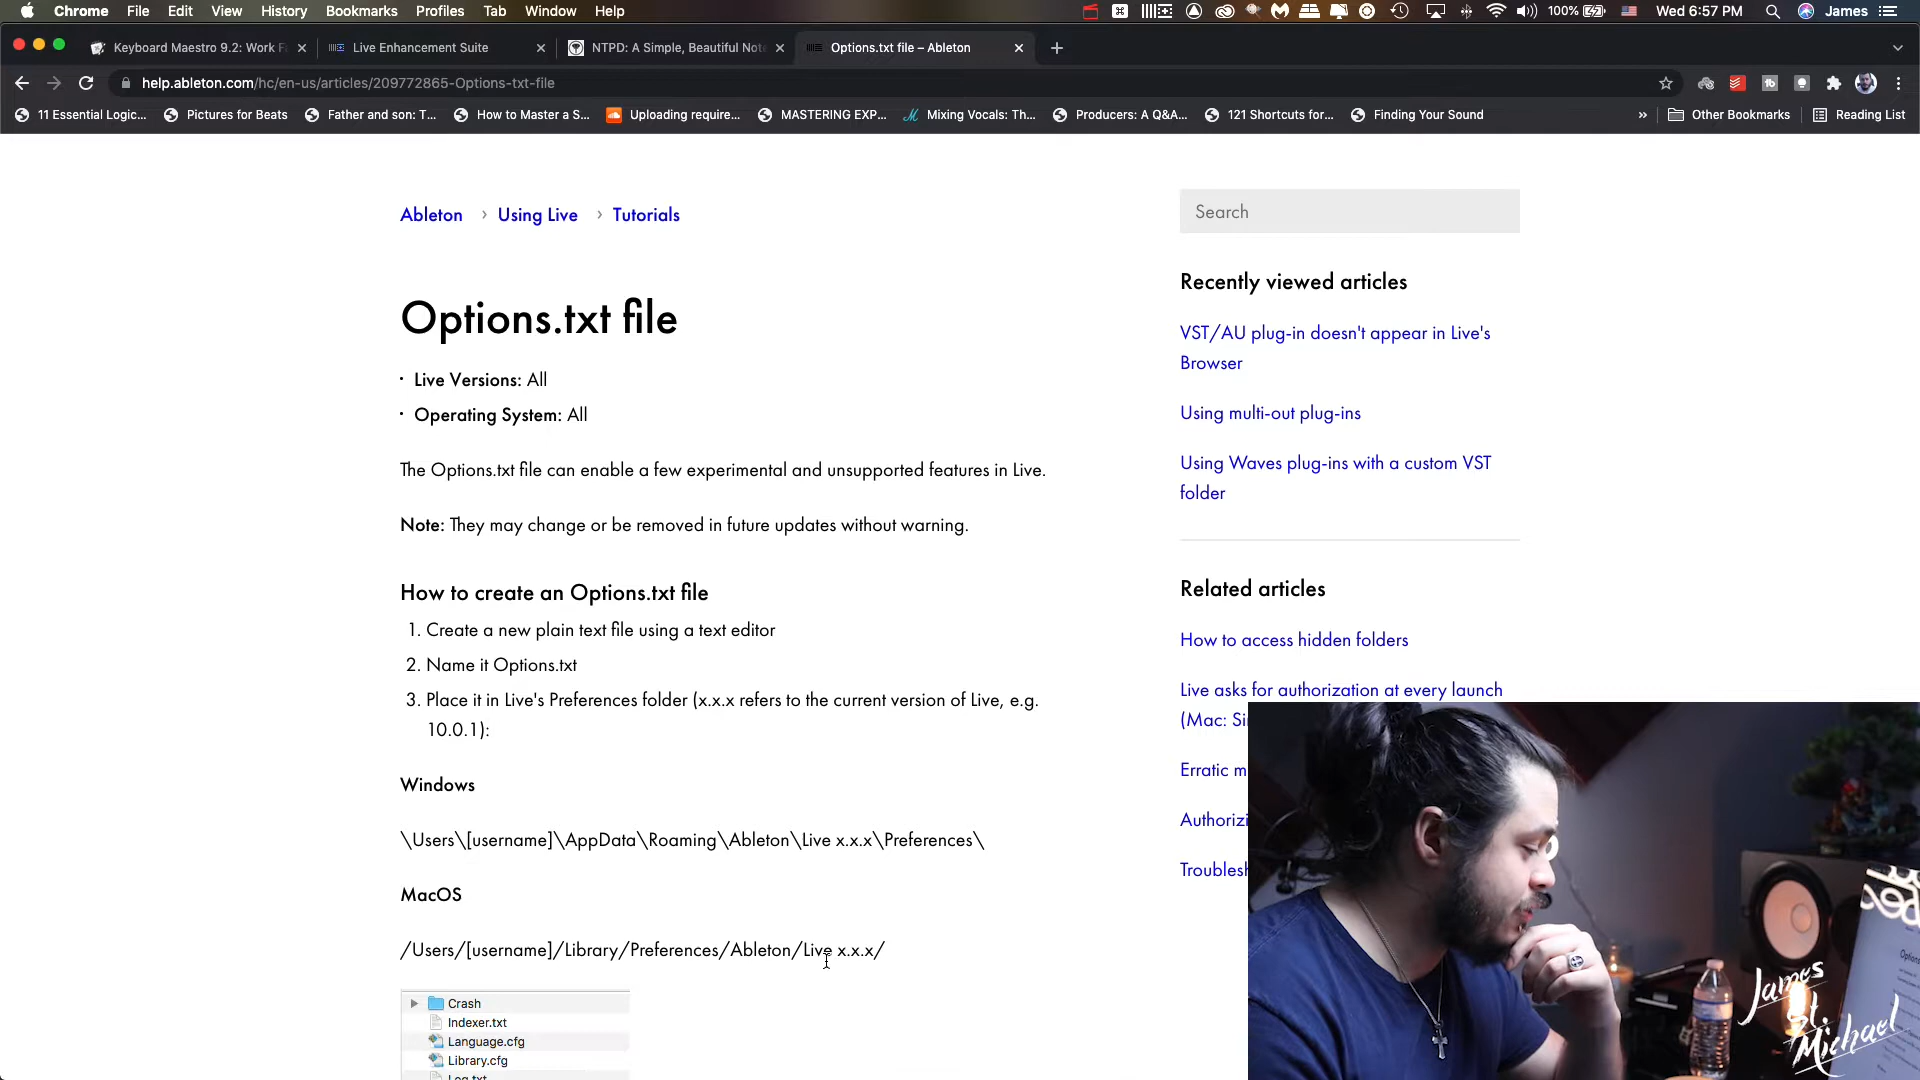 Chrome File Edit View History Bookmarks Profiles Tab Window Help
100% Wed 6:57 PM James
Keyboard Maestro 9.2: Work F
Live Enhancement Suite
NTPD: A Simple, Beautiful Not
Options.txt file – Ableton
help.ableton.com/hc/en-us/articles/209772865-Options-txt-file
11 Essential Logic...
Pictures for Beats
Father and son: T...
How to Master a S...
Uploading require...
MASTERING EXP...
Mixing Vocals: Th...
Producers: A Q&A...
121 Shortcuts for...
Finding Your Sound
»
Other Bookmarks
Reading List
Ableton › Using Live › Tutorials
Options.txt file
· Live Versions: All
· Operating System: All
The Options.txt file can enable a few experimental and unsupported features in Live.
Note: They may change or be removed in future updates without warning.
How to create an Options.txt file
1. Create a new plain text file using a text editor
2. Name it Options.txt
3. Place it in Live's Preferences folder (x.x.x refers to the current version of Live, e.g.
10.0.1):
Windows
\Users\[username]\AppData\Roaming\Ableton\Live x.x.x\Preferences\
MacOS
/Users/[username]/Library/Preferences/Ableton/Live x.x.x/
Crash
Indexer.txt
Language.cfg
Library.cfg
Log.txt
Search
Recently viewed articles
VST/AU plug-in doesn't appear in Live's
Browser
Using multi-out plug-ins
Using Waves plug-ins with a custom VST
folder
Related articles
How to access hidden folders
Live asks for authorization at every launch
(Mac: Si
Erratic m
Authorizi
Troublesh
James
St.
Michael